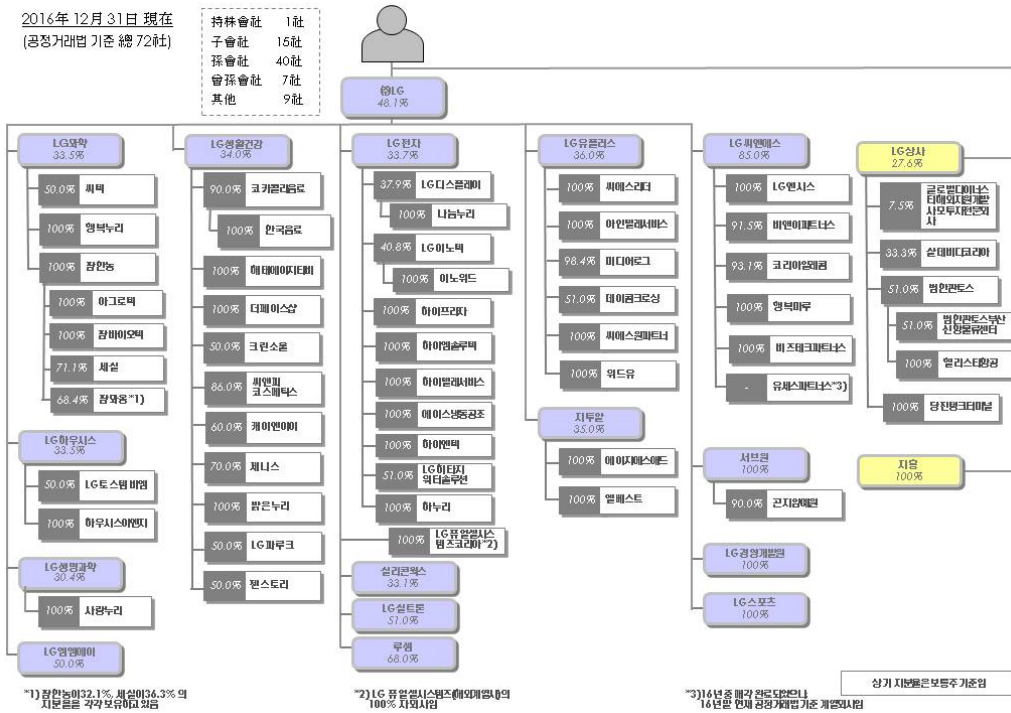 2016年 12月 31日 現在
(공정거래법 기준 總 72社)
持株會社 1社
子會社 15社
孫會社 40社
曾孫會社 7社
其他 9社
㈜LG
48.1%
LG화학
33.5%
50.0% 씨텍
100% 행복누리
100% 팜한농
100% 아그로텍
100% 팜바이오텍
71.1% 세실
68.4% 팜화옹*1)
LG하우시스
33.5%
50.0% LG토스템 비엠
100% 하우시스이엔지
LG생명과학
30.4%
100% 사랑누리
LG엠엠에이
50.0%
LG생활건강
34.0%
90.0% 코카콜라음료
100% 한국음료
100% 해태에이치티비
100% 더페이스샵
50.0% 크린소울
86.0% 씨앤피
코스메틱스
60.0% 케이엔아이
70.0% 제니스
100% 밝은누리
50.0% LG파루크
50.0% 젠스토리
LG전자
33.7%
37.9% LG디스플레이
100% 나눔누리
40.8% LG이노텍
100% 이노위드
100% 하이프라자
100% 하이엠솔루텍
100% 하이텔레서비스
100% 에이스냉동공조
100% 하이엔텍
51.0% LG히타치
워터솔루션
100% 하누리
100% LG퓨얼셀시스
템즈코리아*2)
실리콘웍스
33.1%
LG실트론
51.0%
루셈
68.0%
LG유플러스
36.0%
100% 씨에스리더
100% 아인텔레서비스
98.4% 미디어로그
51.0% 데이콤크로싱
100% 씨에스원파트너
100% 위드유
지투알
35.0%
100% 에이치에스애드
100% 엘베스트
LG씨엔에스
85.0%
100% LG엔시스
91.5% 비앤이파트너스
93.1% 코리아일레콤
100% 행복마루
100% 비즈테크파트너스
- 유세스파트너스*3)
서브원
100%
90.0% 곤지암예원
LG경영개발원
100%
LG스포츠
100%
LG상사
27.6%
7.5% 글로벌다이너스
티해외자원개발
사모투자전문회
사
33.3% 살데비다코리아
51.0% 범한판토스
51.0% 범한판토스부산
신항물류센터
100% 헬리스타항공
100% 당진탱크터미널
지흥
100%
*1) 팜한농이32.1%, 세실이36.3% 의
지분율을 각각 보유하고 있음
*2) LG 퓨얼셀시스템즈(해외계열사)의
100% 자회사임
*3)16년 중 매각 완료되었으나
16년말 현재 공정거래법 기준 계열회사임
상기 지분율은 보통주 기준임